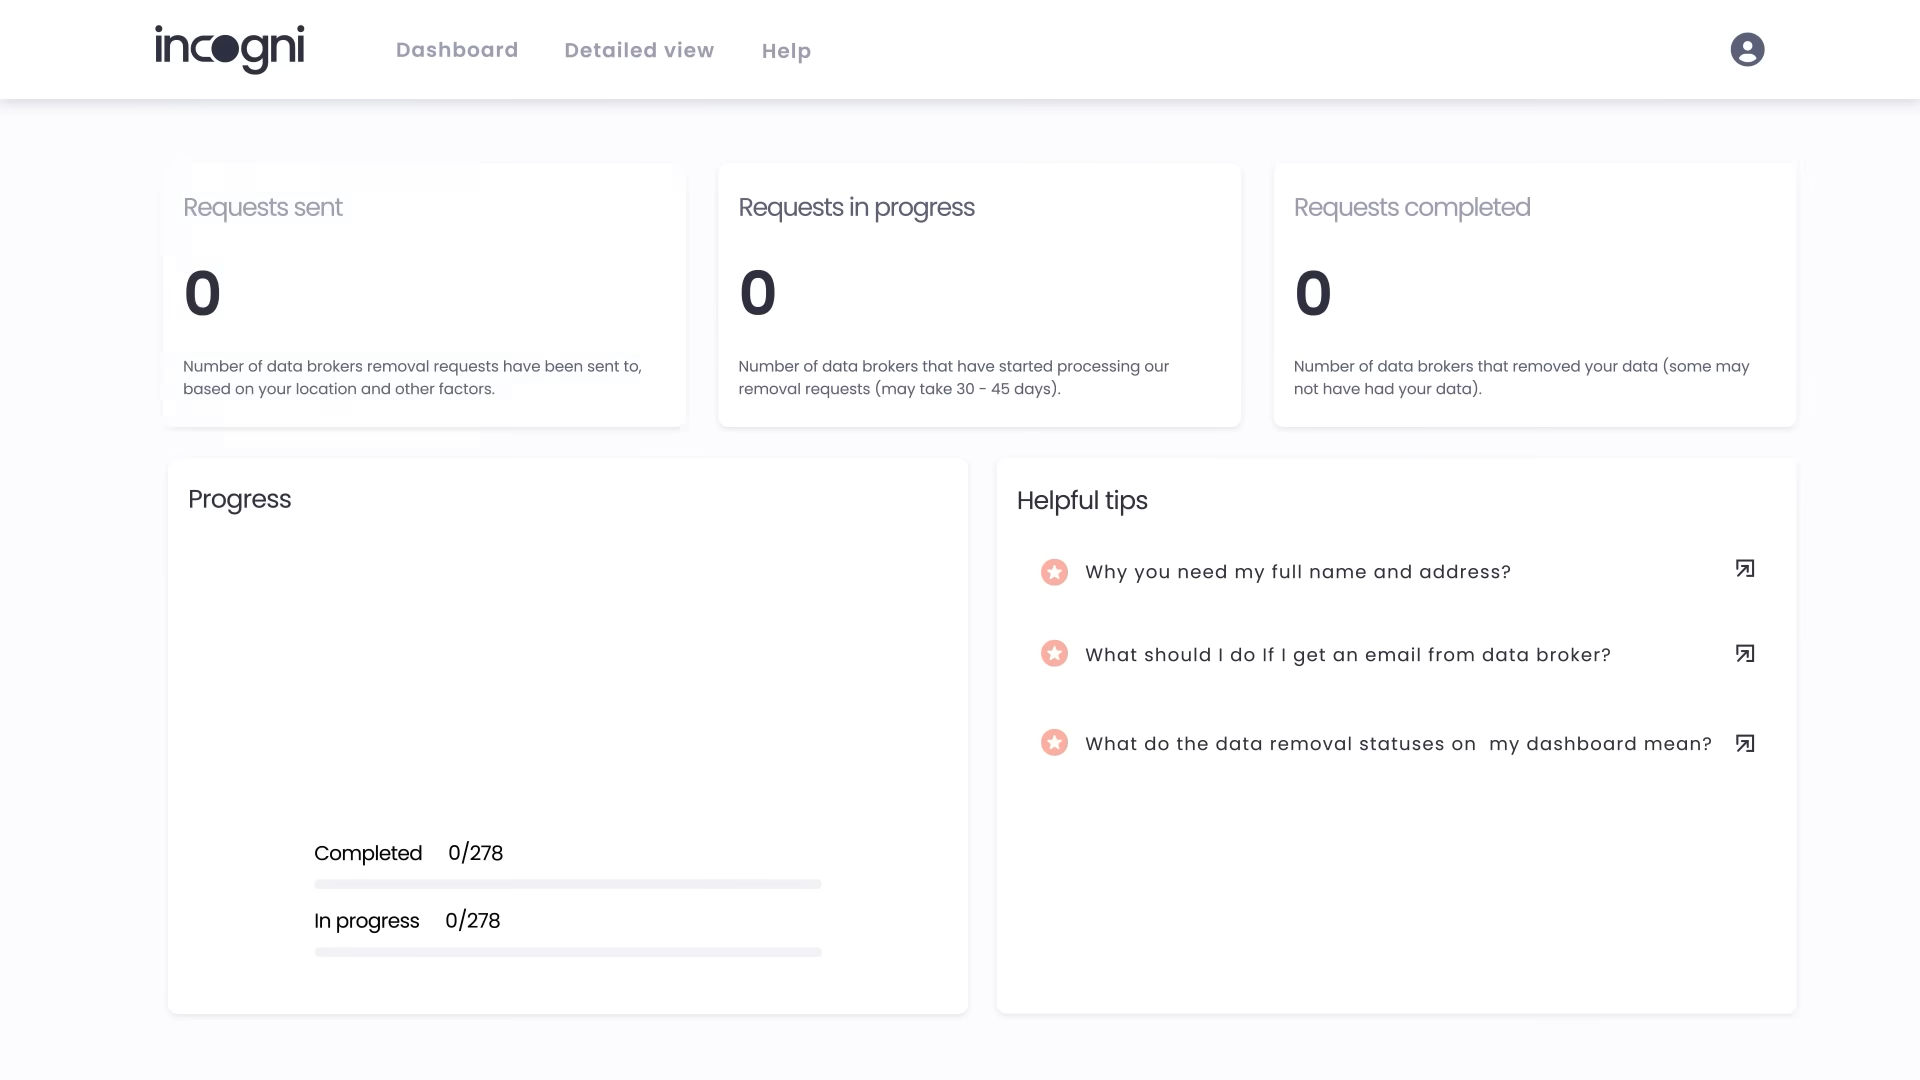 incogni
Dashboard
Detailed view
Help
Requests sent
0
Number of data brokers removal requests have been sent to,
based on your location and other factors.
Requests in progress
0
Number of data brokers that have started processing our
removal requests (may take 30 - 45 days).
Requests completed
0
Number of data brokers that removed your data (some may
not have had your data).
Progress
Completed 0/278
In progress 0/278
Helpful tips
Why you need my full name and address?
What should I do If I get an email from data broker?
What do the data removal statuses on my dashboard mean?